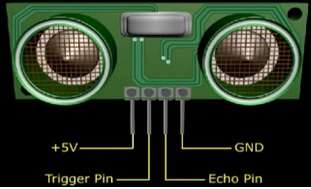 +5V
GND
Trigger Pin
Echo Pin